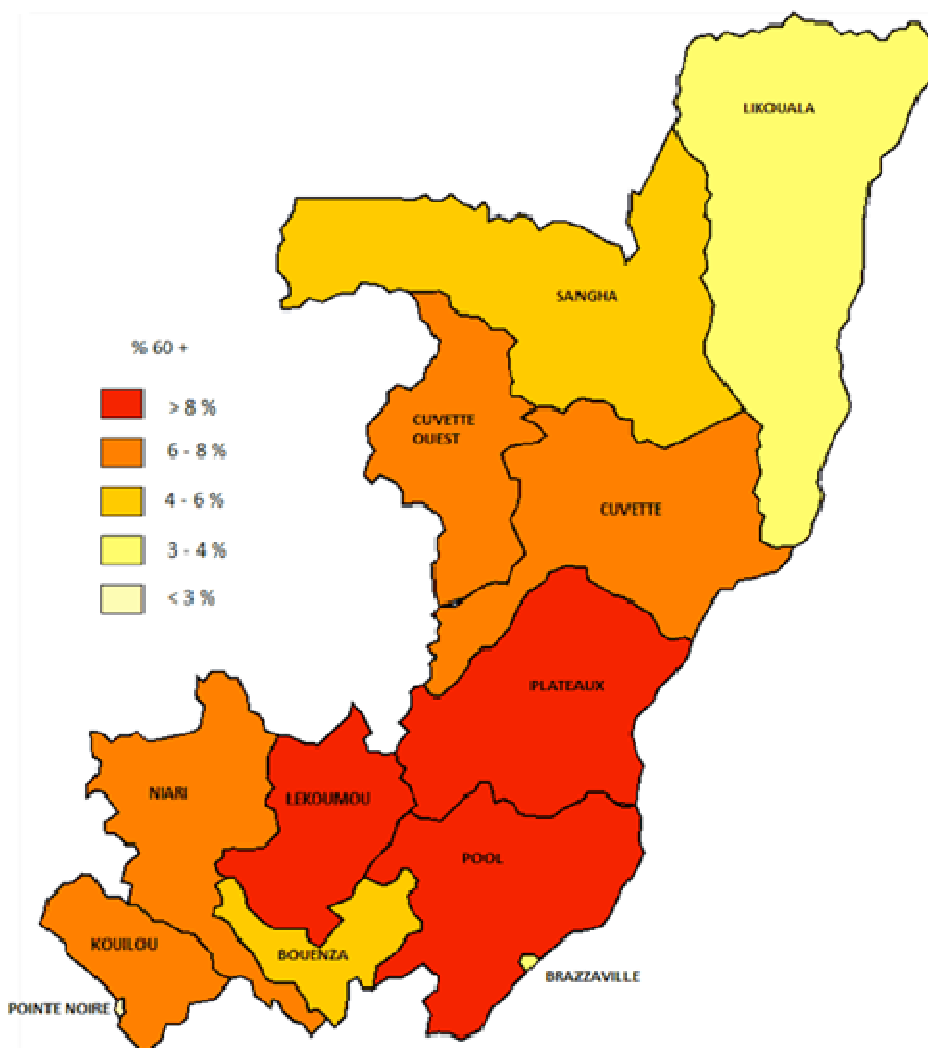 LIKOUALA
SANGHA
% 60 +
> 8 %
6 - 8 %
4 - 6 %
3 - 4 %
< 3 %
CUVETTE
OUEST
CUVETTE
PLATEAUX
NIARI
LEKOUMOU
POOL
KOUILOU
BOUENZA
BRAZZAVILLE
POINTE NOIRE